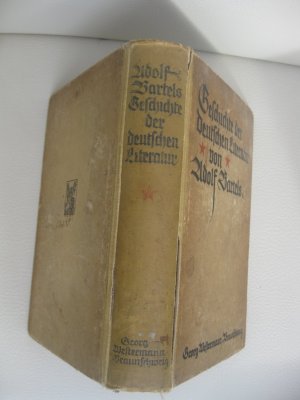 Adolf
Bartels
Geschichte
der
deutschen
Literatur
Georg
Westermann
Braunschweig
Geschichte der
deutschen Literatur
von
Adolf Bartels
Georg Westermann, Braunschweig